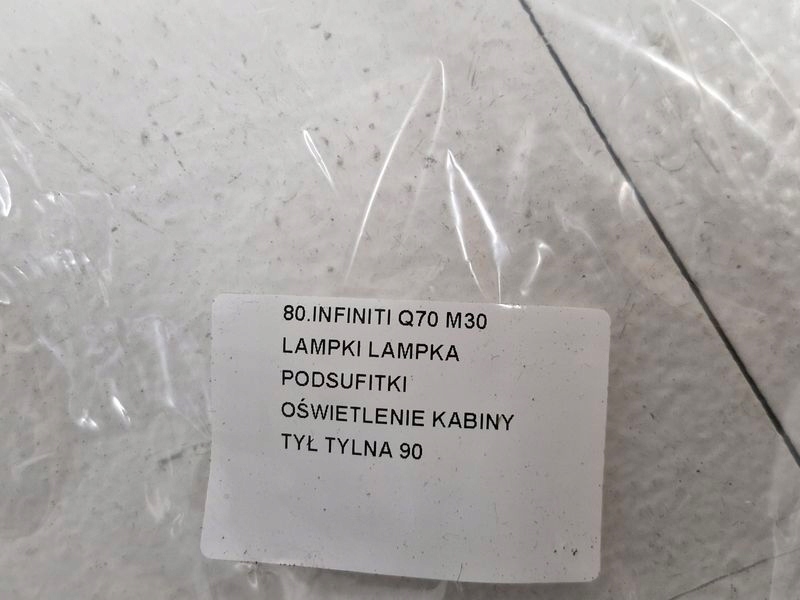 80.INFINITI Q70 M30
LAMPKI LAMPKA
PODSUFITKI
OŚWIETLENIE KABINY
TYŁ TYLNA 90